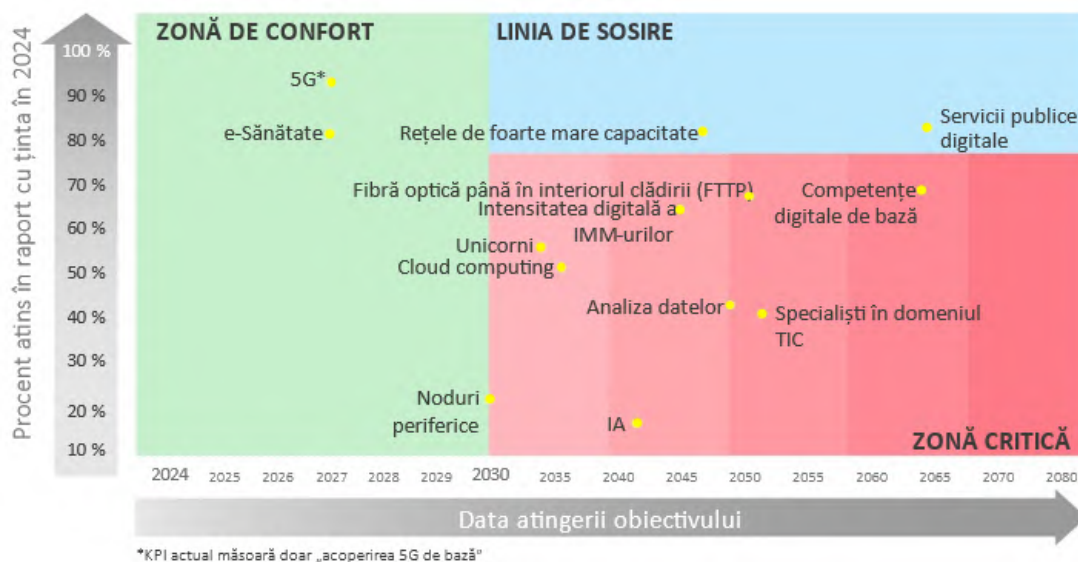 Procent atins în raport cu ținta în 2024
ZONĂ DE CONFORT
LINIA DE SOSIRE
100 %
5G*
90 %
e-Sănătate
Rețele de foarte mare capacitate
Servicii publice
digitale
80 %
70 %
Fibră optică până în interiorul clădirii (FTTP)
Competențe
digitale de bază
Intensitatea digitală a
IMM-urilor
60 %
Unicorni
Cloud computing
50 %
Analiza datelor
Specialiști în domeniul
TIC
40 %
30 %
Noduri
periferice
20 %
IA
10 %
ZONĂ CRITICĂ
2024 2025 2026 2027 2028 2029 2030 2035 2040 2045 2050 2055 2060 2065 2070 2080
Data atingerii obiectivului
*KPI actual măsoară doar „acoperirea 5G de bază”